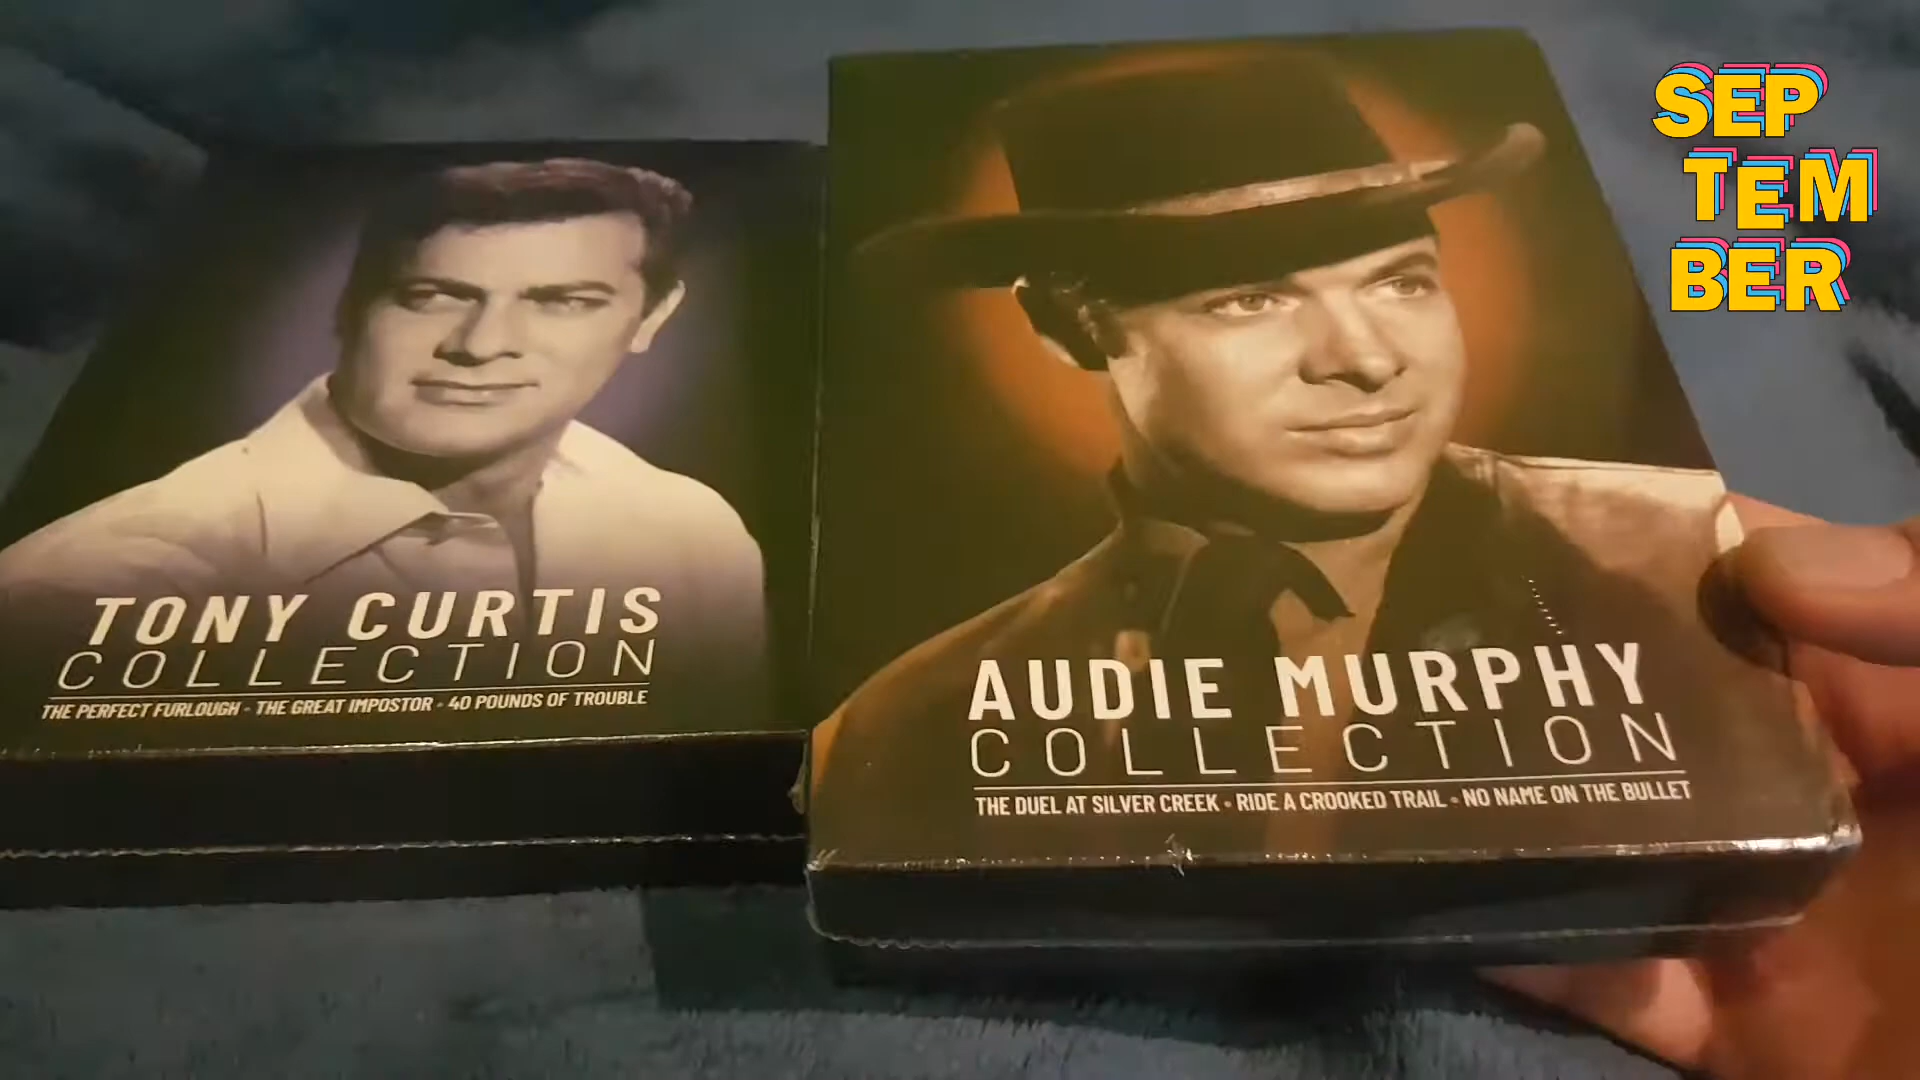 TONY CURTIS
COLLECTION
THE PERFECT FURLOUGH • THE GREAT IMPOSTOR • 40 POUNDS OF TROUBLE
AUDIE MURPHY
COLLECTION
THE DUEL AT SILVER CREEK • RIDE A CROOKED TRAIL • NO NAME ON THE BULLET
SEP
TEM
BER